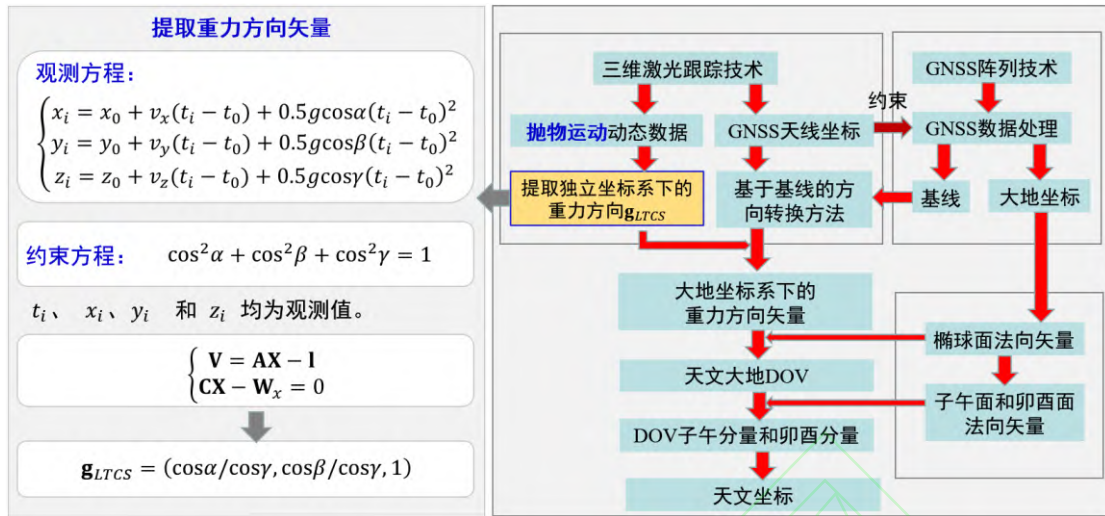 提取重力方向矢量
观测方程：
x_i = x_0 + v_x(t_i − t_0) + 0.5gcosα(t_i − t_0)²
y_i = y_0 + v_y(t_i − t_0) + 0.5gcosβ(t_i − t_0)²
z_i = z_0 + v_z(t_i − t_0) + 0.5gcosγ(t_i − t_0)²
约束方程： cos²α + cos²β + cos²γ = 1
t_i、 x_i、y_i 和 z_i 均为观测值。
V = AX − l
CX − W_x = 0
g_LTCS = (cosα/cosγ, cosβ/cosγ, 1)
三维激光跟踪技术
抛物运动动态数据
GNSS天线坐标
提取独立坐标系下的
重力方向g_LTCS
基于基线的方
向转换方法
约束
GNSS阵列技术
GNSS数据处理
基线
大地坐标
大地坐标系下的
重力方向矢量
天文大地DOV
DOV子午分量和卯酉分量
天文坐标
椭球面法向矢量
子午面和卯酉面
法向矢量